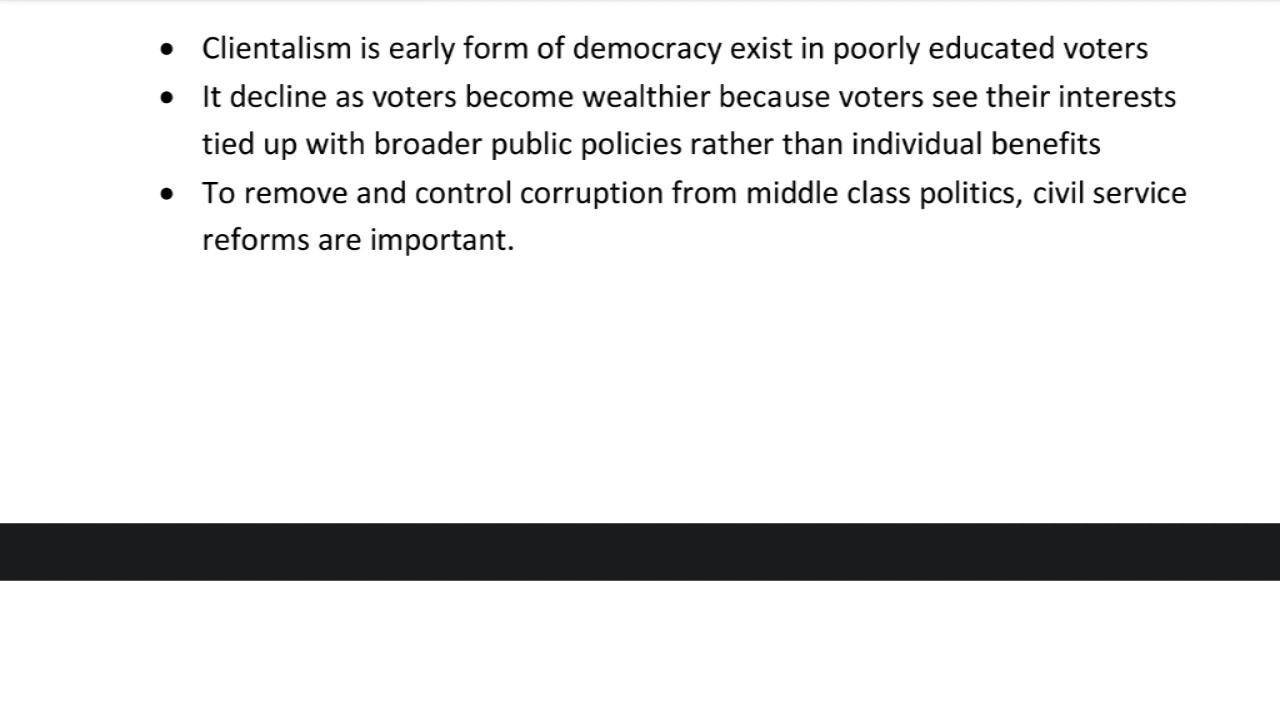 • Clientalism is early form of democracy exist in poorly educated voters
• It decline as voters become wealthier because voters see their interests
tied up with broader public policies rather than individual benefits
• To remove and control corruption from middle class politics, civil service
reforms are important.